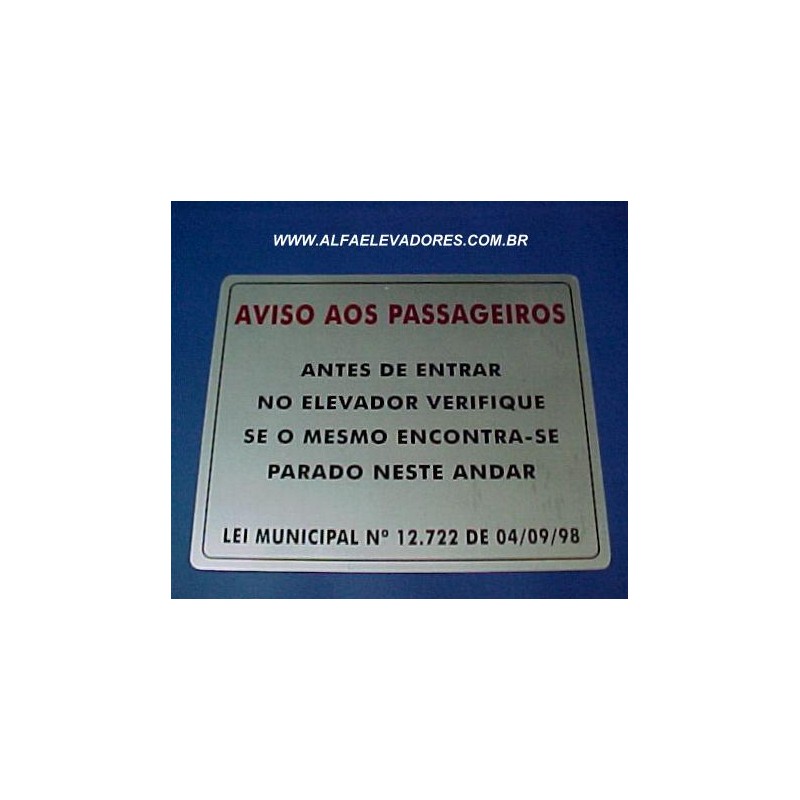 WWW.ALFAELEVADORES.COM.BR
AVISO AOS PASSAGEIROS
ANTES DE ENTRAR
NO ELEVADOR VERIFIQUE
SE O MESMO ENCONTRA-SE
PARADO NESTE ANDAR
LEI MUNICIPAL Nº 12.722 DE 04/09/98